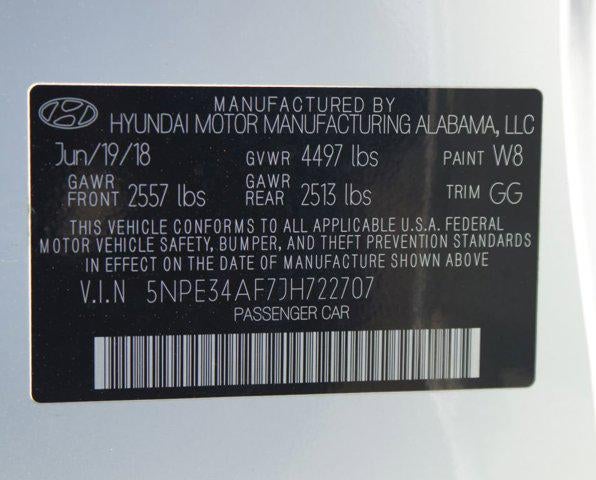 MANUFACTURED BY
HYUNDAI MOTOR MANUFACTURING ALABAMA, LLC
Jun/19/18 GVWR 4497 lbs PAINT W8
GAWR FRONT 2557 lbs GAWR REAR 2513 lbs TRIM GG
THIS VEHICLE CONFORMS TO ALL APPLICABLE U.S.A. FEDERAL
MOTOR VEHICLE SAFETY, BUMPER, AND THEFT PREVENTION STANDARDS
IN EFFECT ON THE DATE OF MANUFACTURE SHOWN ABOVE
V.I.N 5NPE34AF7JH722707
PASSENGER CAR